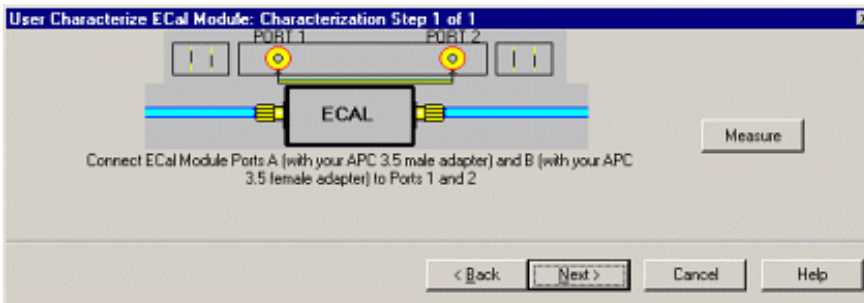 User Characterize ECal Module: Characterization Step 1 of 1
PORT 1 PORT 2
ECAL
Measure
Connect ECal Module Ports A (with your APC 3.5 male adapter) and B (with your APC
3.5 female adapter) to Ports 1 and 2
< Back Next > Cancel Help